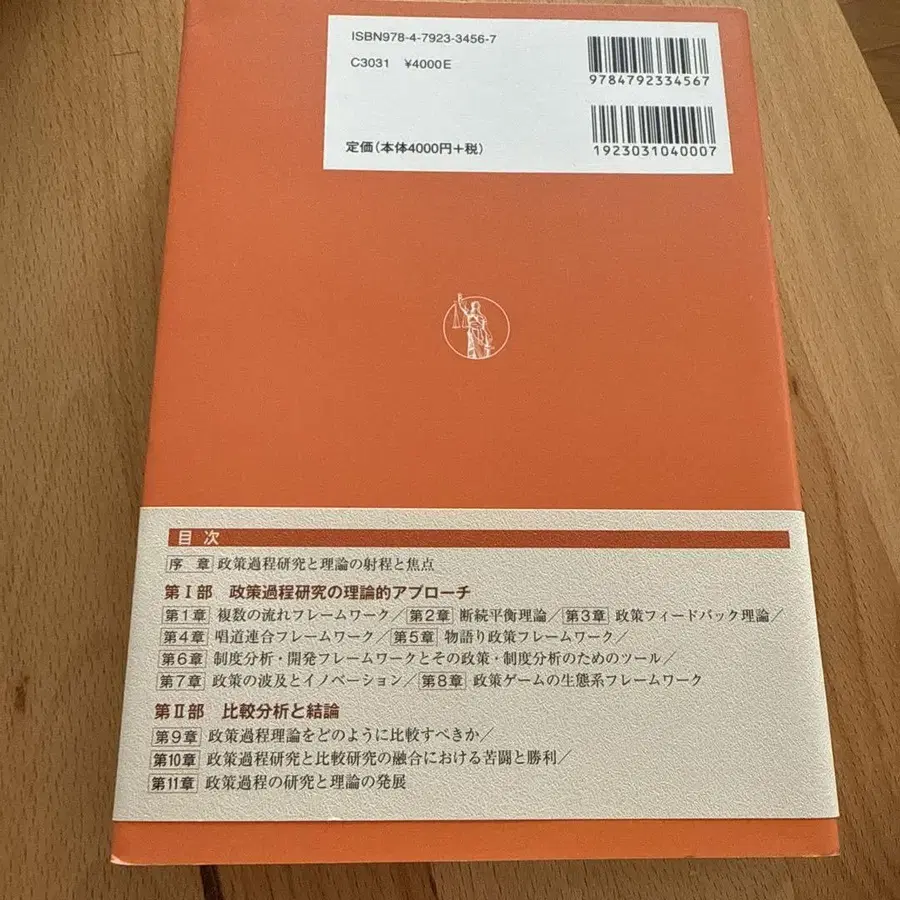 ISBN978-4-7923-3456-7
C3031 ¥4000E
定価(本体4000円+税)
9784792334567
1923031040007
目次
序章 政策過程研究と理論の射程と焦点
第Ⅰ部 政策過程研究の理論的アプローチ
第1章 複数の流れフレームワーク/第2章 断続平衡理論/第3章 政策フィードバック理論/
第4章 唱道連合フレームワーク/第5章 物語り政策フレームワーク/
第6章 制度分析・開発フレームワークとその政策・制度分析のためのツール/
第7章 政策の波及とイノベーション/第8章 政策ゲームの生態系フレームワーク
第Ⅱ部 比較分析と結論
第9章 政策過程理論をどのように比較すべきか/
第10章 政策過程研究と比較研究の融合における苦闘と勝利/
第11章 政策過程の研究と理論の発展